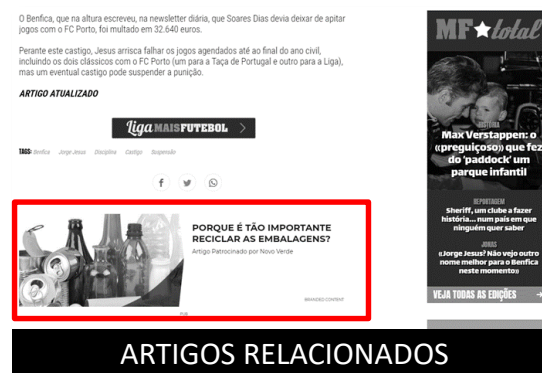 O Benfica, que na altura escreveu, na newsletter diária, que Soares Dias devia deixar de apitar
jogos com o FC Porto, foi multado em 32.640 euros.
Perante este castigo, Jesus arrisca falhar os jogos agendados até ao final do ano civil,
incluindo os dois clássicos com o FC Porto (um para a Taça de Portugal e outro para a Liga),
mas um eventual castigo pode suspender a punição.
ARTIGO ATUALIZADO
Liga MAISFUTEBOL >
TAGS: Benfica Jorge Jesus Disciplina Castigo Suspensão
PORQUE É TÃO IMPORTANTE
RECICLAR AS EMBALAGENS?
Artigo Patrocinado por Novo Verde
BRANDED CONTENT
PUB
ARTIGOS RELACIONADOS
MF★total
HISTÓRIA
Max Verstappen: o
«preguiçoso» que fez
do 'paddock' um
parque infantil
REPORTAGEM
Sheriff, um clube a fazer
história... num país em que
ninguém quer saber
JONAS
«Jorge Jesus? Não vejo outro
nome melhor para o Benfica
neste momento»
VEJA TODAS AS EDIÇÕES →